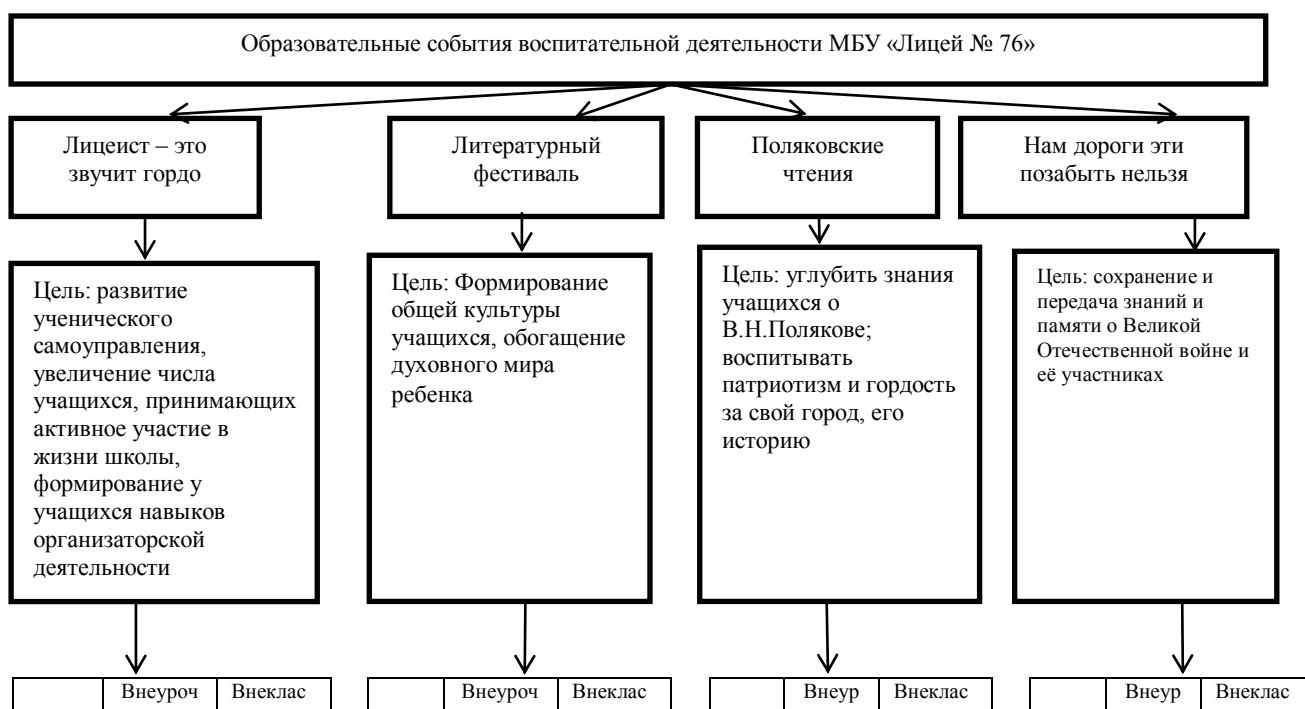 Образовательные события воспитательной деятельности МБУ «Лицей № 76»
Лицеист – это
звучит гордо
Литературный
фестиваль
Поляковские
чтения
Нам дороги эти
позабыть нельзя
Цель: развитие
ученического
самоуправления,
увеличение числа
учащихся, принимающих
активное участие в
жизни школы,
формирование у
учащихся навыков
организаторской
деятельности
Цель: Формирование
общей культуры
учащихся, обогащение
духовного мира
ребенка
Цель: углубить знания
учащихся о
В.Н.Полякове;
воспитывать
патриотизм и гордость
за свой город, его
историю
Цель: сохранение и
передача знаний и
памяти о Великой
Отечественной войне и
её участниках
Внеуроч Внеклас
Внеуроч Внеклас
Внеур Внеклас
Внеур Внеклас